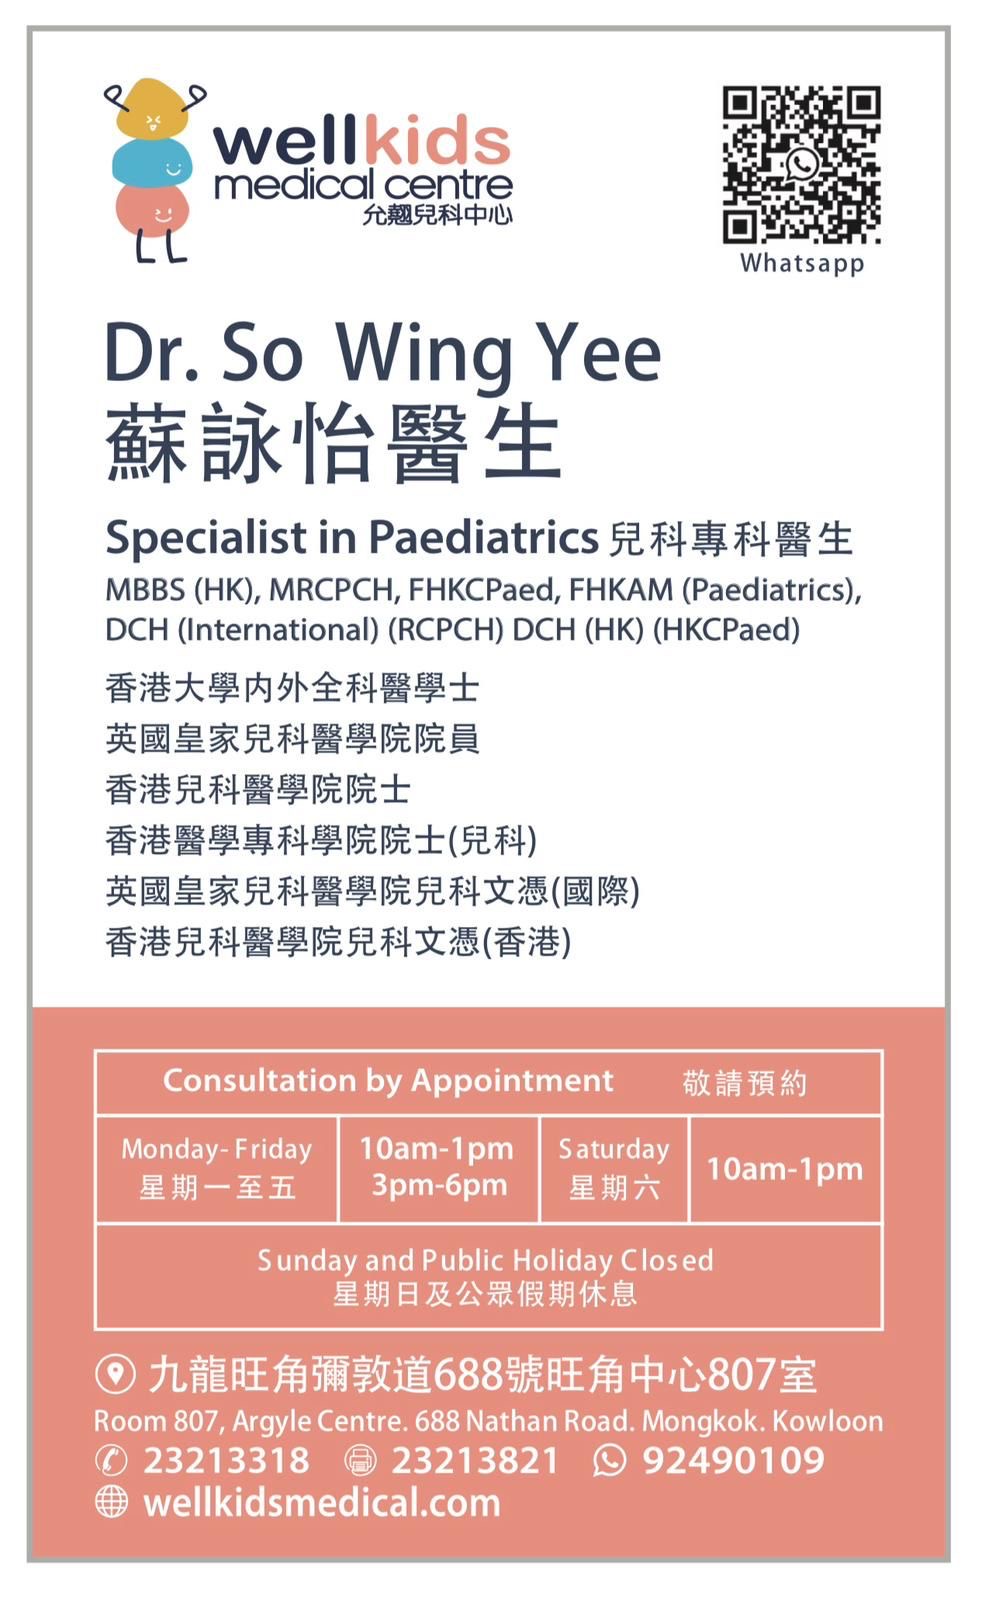 wellkids
medical centre
允翹兒科中心
Whatsapp
Dr. So Wing Yee
蘇詠怡醫生
Specialist in Paediatrics 兒科專科醫生
MBBS (HK), MRCPCH, FHKCPaed, FHKAM (Paediatrics),
DCH (International) (RCPCH) DCH (HK) (HKCPaed)
香港大學內外全科醫學士
英國皇家兒科醫學院院員
香港兒科醫學院院士
香港醫學專科學院院士(兒科)
英國皇家兒科醫學院兒科文憑(國際)
香港兒科醫學院兒科文憑(香港)
Consultation by Appointment 敬請預約
Monday-Friday
星期一至五
10am-1pm
3pm-6pm
Saturday
星期六
10am-1pm
Sunday and Public Holiday Closed
星期日及公眾假期休息
九龍旺角彌敦道688號旺角中心807室
Room 807, Argyle Centre. 688 Nathan Road. Mongkok. Kowloon
23213318 23213821 92490109
wellkidsmedical.com